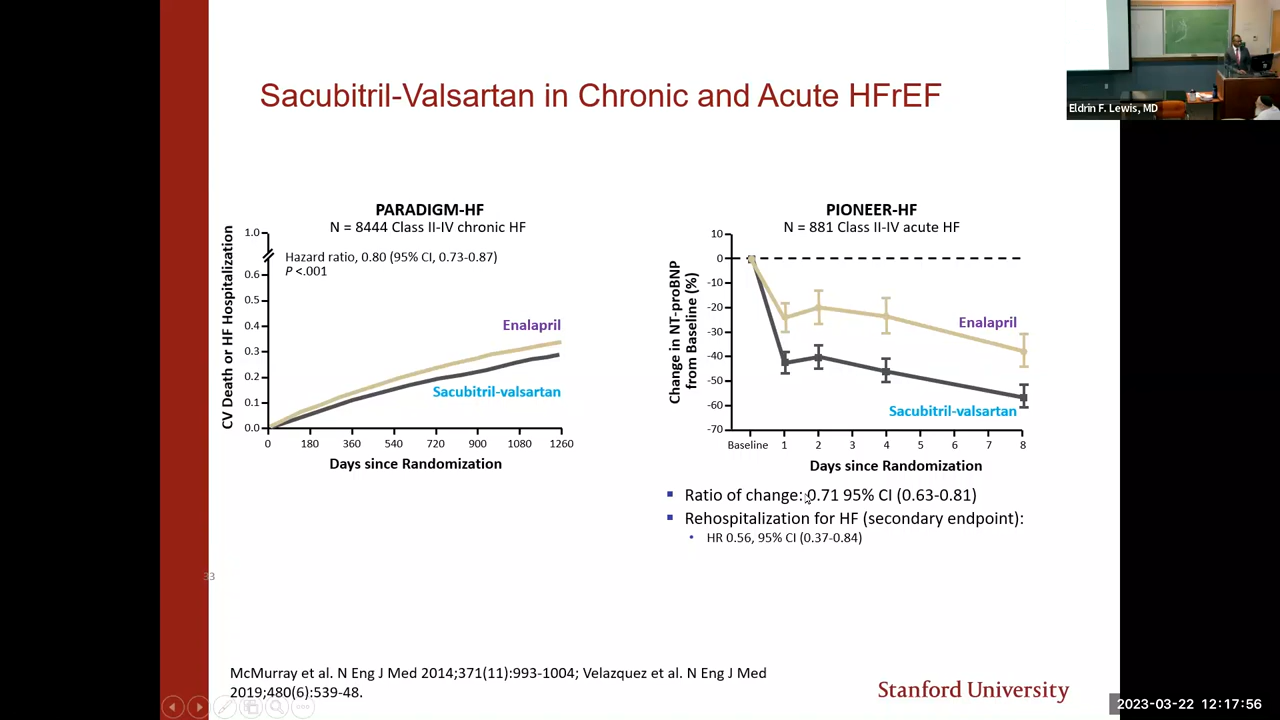 Sacubitril-Valsartan in Chronic and Acute HFrEF
Eldrin F. Lewis, MD
PARADIGM-HF
N = 8444 Class II-IV chronic HF
Hazard ratio, 0.80 (95% CI, 0.73-0.87)
P <.001
CV Death or HF Hospitalization
1.0
0.6
0.5
0.4
0.3
0.2
0.1
0.0
Enalapril
Sacubitril-valsartan
0 180 360 540 720 900 1080 1260
Days since Randomization
PIONEER-HF
N = 881 Class II-IV acute HF
Change in NT-proBNP
from Baseline (%)
10
0
-10
-20
-30
-40
-50
-60
-70
Enalapril
Sacubitril-valsartan
Baseline 1 2 3 4 5 6 7 8
Days since Randomization
Ratio of change: 0.71 95% CI (0.63-0.81)
Rehospitalization for HF (secondary endpoint):
HR 0.56, 95% CI (0.37-0.84)
33
McMurray et al. N Eng J Med 2014;371(11):993-1004; Velazquez et al. N Eng J Med
2019;480(6):539-48.
Stanford University
2023-03-22 12:17:56